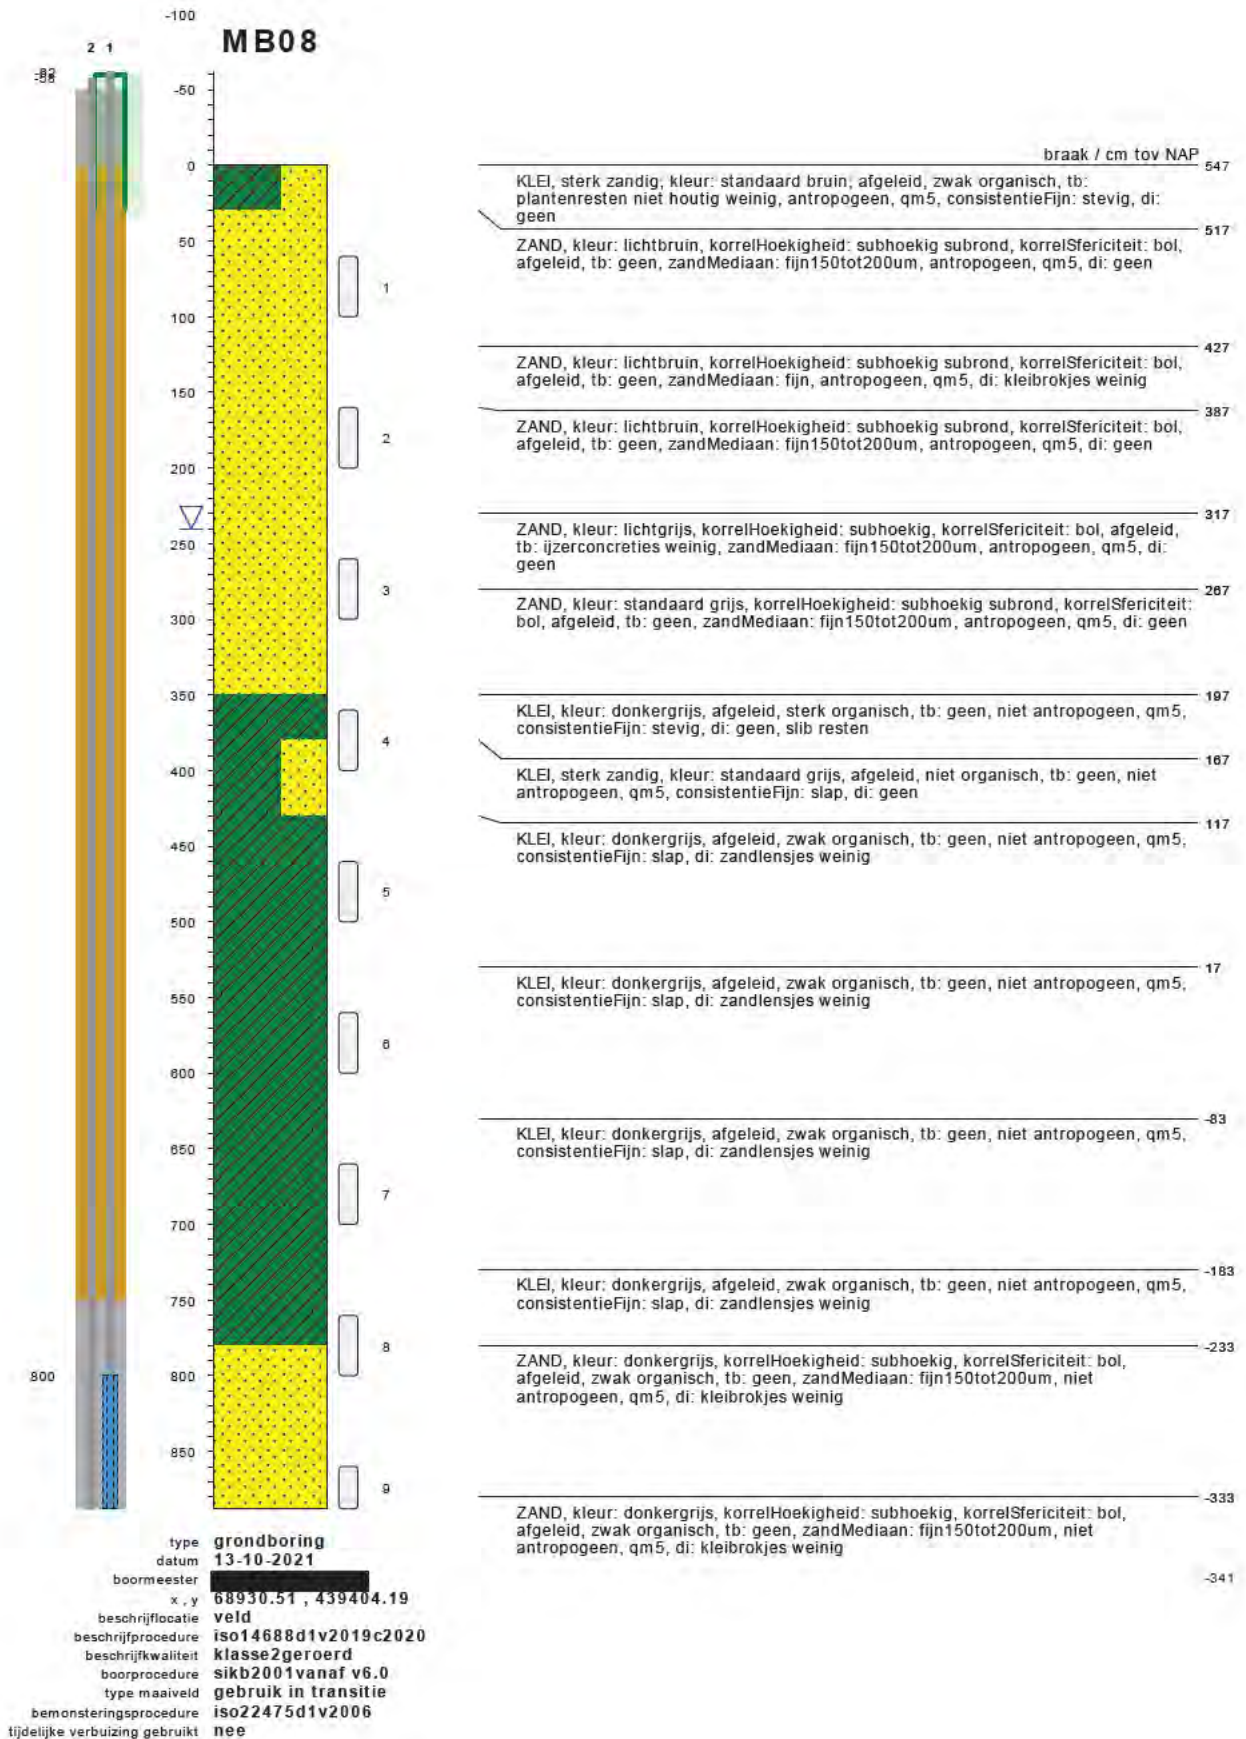 -100
MB08
2 1
-50
0
50
100
150
200
250
300
350
400
450
500
550
600
650
700
750
800
850
800
1
2
3
4
5
6
7
8
9
braak / cm tov NAP
547
KLEI, sterk zandig, kleur: standaard bruin, afgeleid, zwak organisch, tb:
plantenresten niet houtig weinig, antropogeen, qm5, consistentieFijn: stevig, di:
geen
517
ZAND, kleur: lichtbruin, korrelHoekigheid: subhoekig subrond, korrelSfericiteit: bol,
afgeleid, tb: geen, zandMediaan: fijn150tot200um, antropogeen, qm5, di: geen
427
ZAND, kleur: lichtbruin, korrelHoekigheid: subhoekig subrond, korrelSfericiteit: bol,
afgeleid, tb: geen, zandMediaan: fijn, antropogeen, qm5, di: kleibrokjes weinig
387
ZAND, kleur: lichtbruin, korrelHoekigheid: subhoekig subrond, korrelSfericiteit: bol,
afgeleid, tb: geen, zandMediaan: fijn150tot200um, antropogeen, qm5, di: geen
317
ZAND, kleur: lichtgrijs, korrelHoekigheid: subhoekig, korrelSfericiteit: bol, afgeleid,
tb: ijzerconcreties weinig, zandMediaan: fijn150tot200um, antropogeen, qm5, di:
geen
267
ZAND, kleur: standaard grijs, korrelHoekigheid: subhoekig subrond, korrelSfericiteit:
bol, afgeleid, tb: geen, zandMediaan: fijn150tot200um, antropogeen, qm5, di: geen
197
KLEI, kleur: donkergrijs, afgeleid, sterk organisch, tb: geen, niet antropogeen, qm5,
consistentieFijn: stevig, di: geen, slib resten
167
KLEI, sterk zandig, kleur: standaard grijs, afgeleid, niet organisch, tb: geen, niet
antropogeen, qm5, consistentieFijn: slap, di: geen
117
KLEI, kleur: donkergrijs, afgeleid, zwak organisch, tb: geen, niet antropogeen, qm5,
consistentieFijn: slap, di: zandlensjes weinig
17
KLEI, kleur: donkergrijs, afgeleid, zwak organisch, tb: geen, niet antropogeen, qm5,
consistentieFijn: slap, di: zandlensjes weinig
-83
KLEI, kleur: donkergrijs, afgeleid, zwak organisch, tb: geen, niet antropogeen, qm5,
consistentieFijn: slap, di: zandlensjes weinig
-183
KLEI, kleur: donkergrijs, afgeleid, zwak organisch, tb: geen, niet antropogeen, qm5,
consistentieFijn: slap, di: zandlensjes weinig
-233
ZAND, kleur: donkergrijs, korrelHoekigheid: subhoekig, korrelSfericiteit: bol,
afgeleid, zwak organisch, tb: geen, zandMediaan: fijn150tot200um, niet
antropogeen, qm5, di: kleibrokjes weinig
-333
ZAND, kleur: donkergrijs, korrelHoekigheid: subhoekig, korrelSfericiteit: bol,
afgeleid, zwak organisch, tb: geen, zandMediaan: fijn150tot200um, niet
antropogeen, qm5, di: kleibrokjes weinig
-341
type grondboring
datum 13-10-2021
boormeester
x , y 68930.51 , 439404.19
beschrijflocatie veld
beschrijfprocedure iso14688d1v2019c2020
beschrijfkwaliteit klasse2geroerd
boorprocedure sikb2001vanaf v6.0
type maaiveld gebruik in transitie
bemonsteringsprocedure iso22475d1v2006
tijdelijke verbuizing gebruikt nee